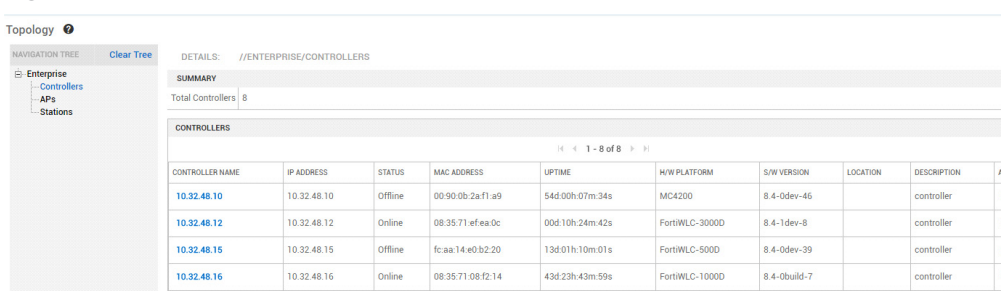 Topology ?
NAVIGATION TREE Clear Tree
Enterprise
Controllers
APs
Stations
DETAILS: //ENTERPRISE/CONTROLLERS
SUMMARY
Total Controllers 8
CONTROLLERS
1 - 8 of 8
CONTROLLER NAME IP ADDRESS STATUS MAC ADDRESS UPTIME H/W PLATFORM S/W VERSION LOCATION DESCRIPTION
10.32.48.10 10.32.48.10 Offline 00:90:0b:2a:f1:a9 54d:00h:07m:34s MC4200 8.4-0dev-46 controller
10.32.48.12 10.32.48.12 Online 08:35:71:ef:ea:0c 00d:10h:24m:42s FortiWLC-3000D 8.4-1dev-8 controller
10.32.48.15 10.32.48.15 Offline fc:aa:14:e0:b2:20 13d:01h:10m:01s FortiWLC-500D 8.4-0dev-39 controller
10.32.48.16 10.32.48.16 Online 08:35:71:08:f2:14 43d:23h:43m:59s FortiWLC-1000D 8.4-0build-7 controller